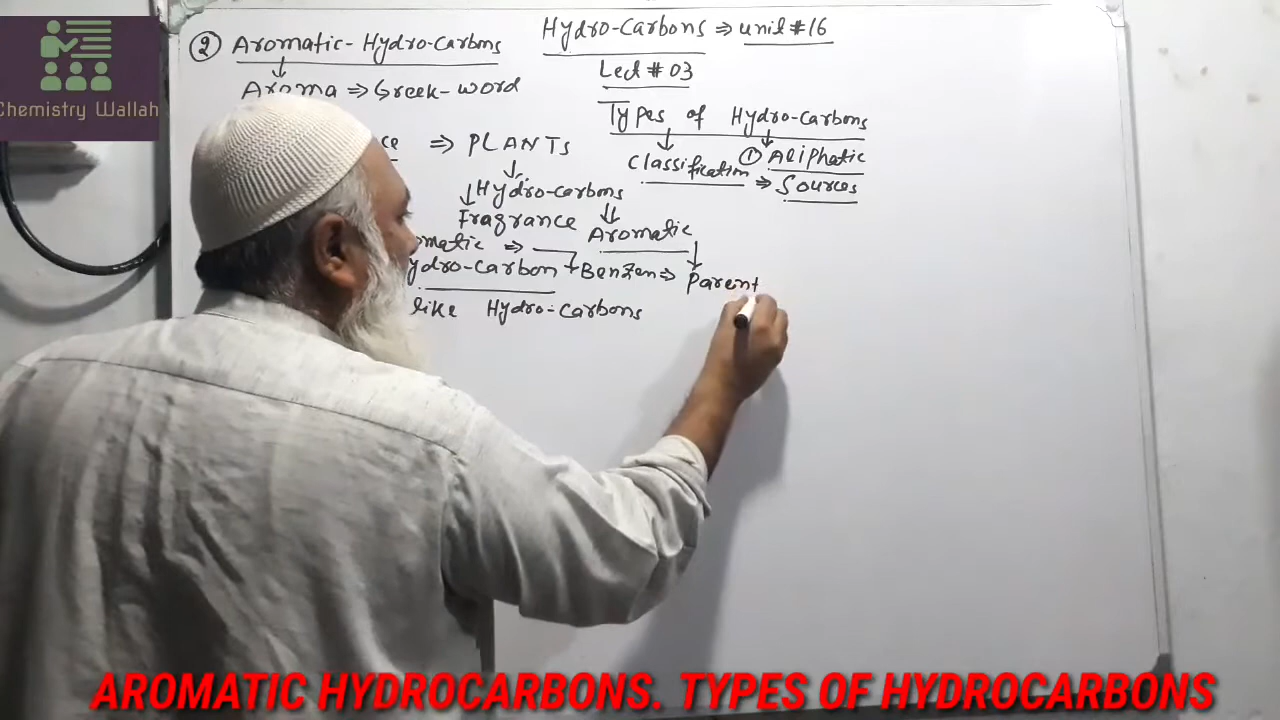 Chemistry Wallah
Hydro-Carbons ⇒ unit #16
Lect # 03
② Aromatic-Hydro-Carbons
↓
Aroma ⇒ Greek-word
⇒ PLANTs
↓
↓ Hydro-carbons
Fragrance ⇓
Aromatic
⇒ Benzen ⇒ Parent
like Hydro-Carbons
Types of Hydro-Carbons
↓ ↓
Classification ① ALiphatic
⇒ Sources
AROMATIC HYDROCARBONS. TYPES OF HYDROCARBONS